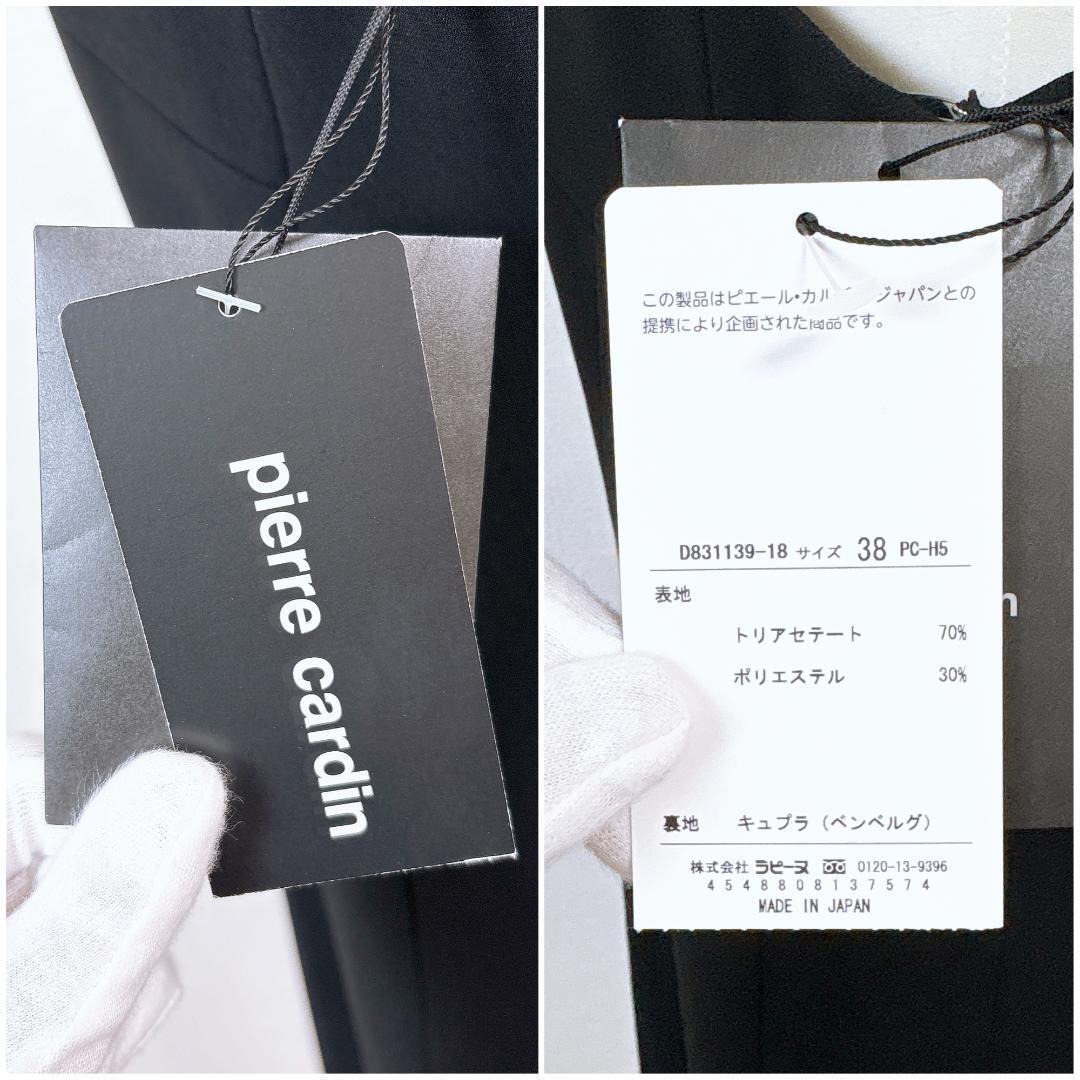 pierre cardin
この製品はピエール・カル ジャパンとの
提携により企画された商品です。
D831139-18 サイズ 38 PC-H5
表地
トリアセテート 70%
ポリエステル 30%
裏地 キュプラ（ベンベルグ）
株式会社 ラピーヌ 0120-13-9396
4548808137574
MADE IN JAPAN
n